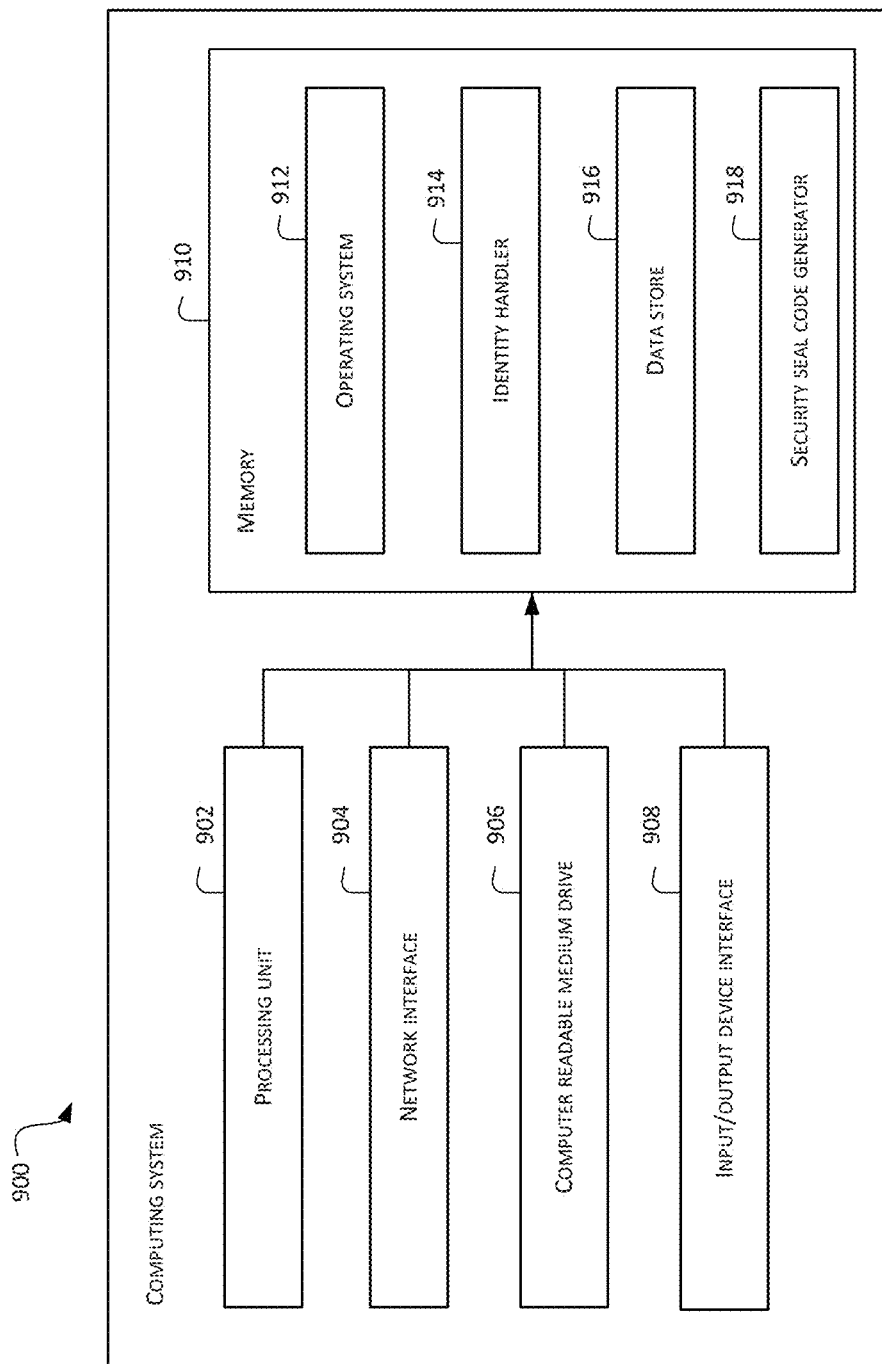 900
COMPUTING SYSTEM
902
PROCESSING UNIT
904
NETWORK INTERFACE
906
COMPUTER READABLE MEDIUM DRIVE
908
INPUT/OUTPUT DEVICE INTERFACE
910
MEMORY
912
OPERATING SYSTEM
914
IDENTITY HANDLER
916
DATA STORE
918
SECURITY SEAL CODE GENERATOR